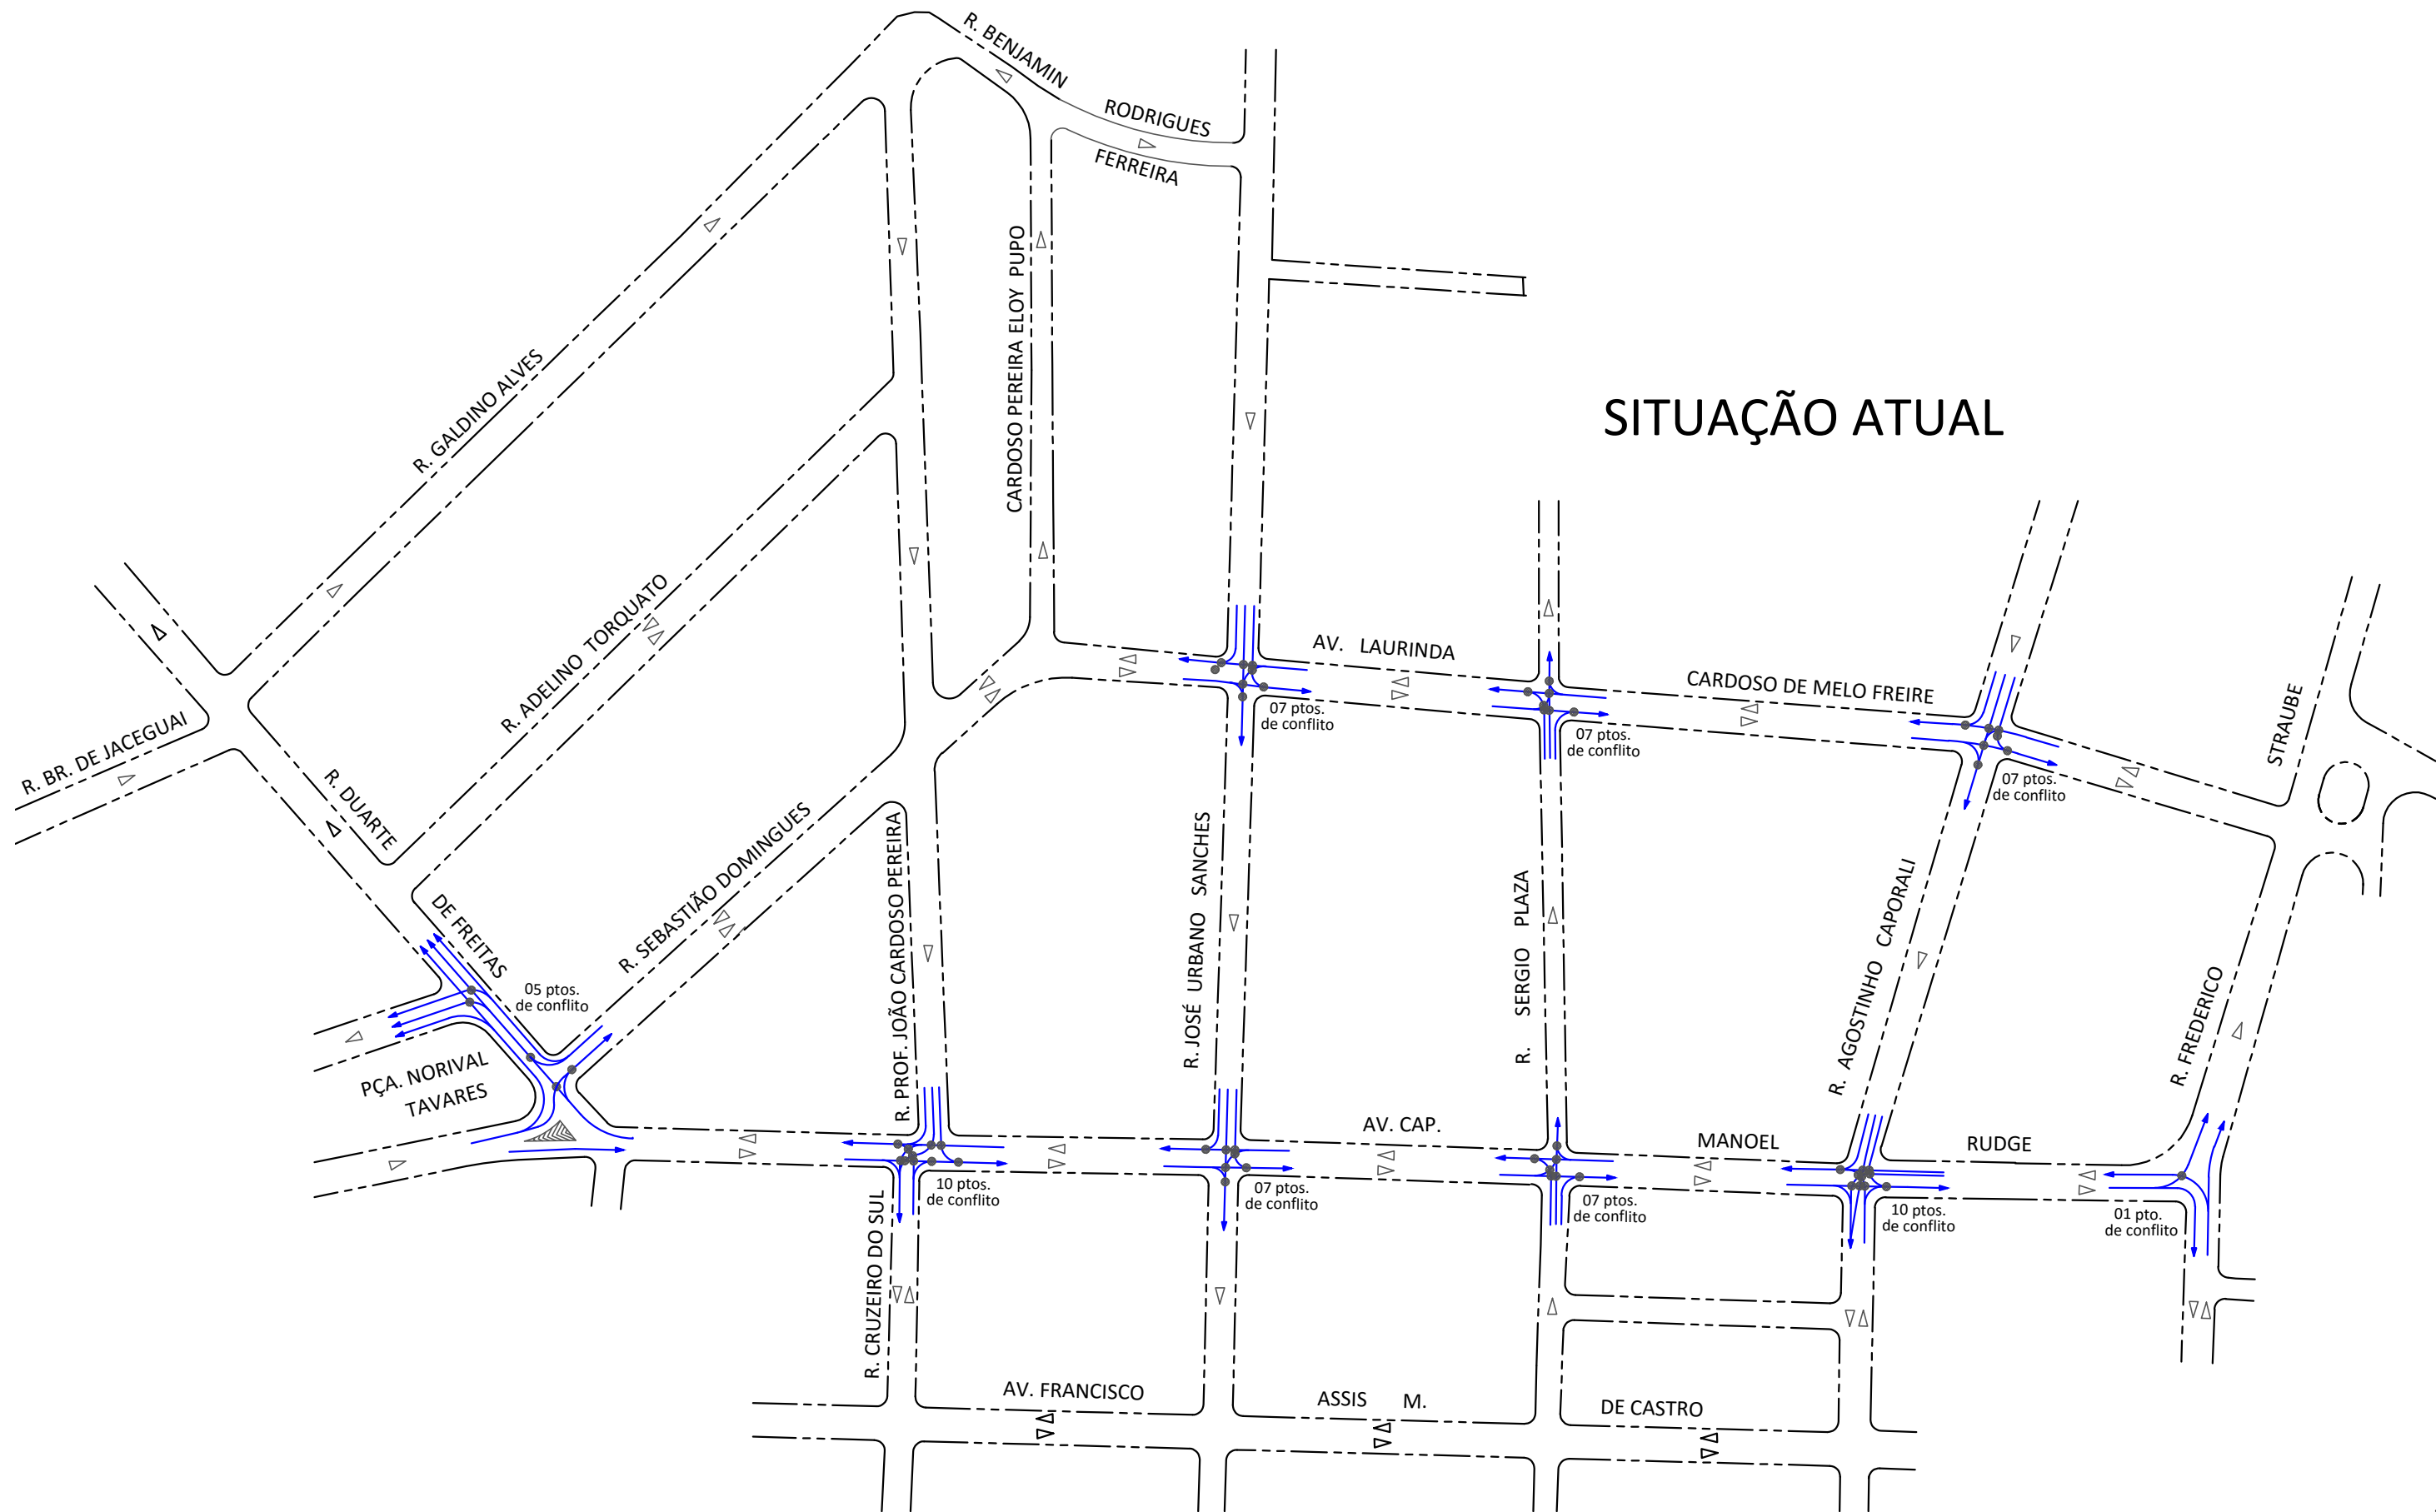 R. BENJAMIN
RODRIGUES
FERREIRA
CARDOSO PEREIRA ELOY PUPO
R. GALDINO ALVES
SITUAÇÃO ATUAL
R. ADELINO TORQUATO
AV. LAURINDA
CARDOSO DE MELO FREIRE
STRAUBE
07 ptos.
de conflito
07 ptos.
de conflito
07 ptos.
de conflito
R. BR. DE JACEGUAI
R. DUARTE
DE FREITAS
R. SEBASTIÃO DOMINGUES
R. PROF. JOÃO CARDOSO PEREIRA
R. JOSÉ URBANO SANCHES
R. SERGIO PLAZA
R. AGOSTINHO CAPORALI
R. FREDERICO
05 ptos.
de conflito
PÇA. NORIVAL
TAVARES
AV. CAP.
MANOEL
RUDGE
10 ptos.
de conflito
07 ptos.
de conflito
07 ptos.
de conflito
10 ptos.
de conflito
01 pto.
de conflito
R. CRUZEIRO DO SUL
AV. FRANCISCO
ASSIS M.
DE CASTRO